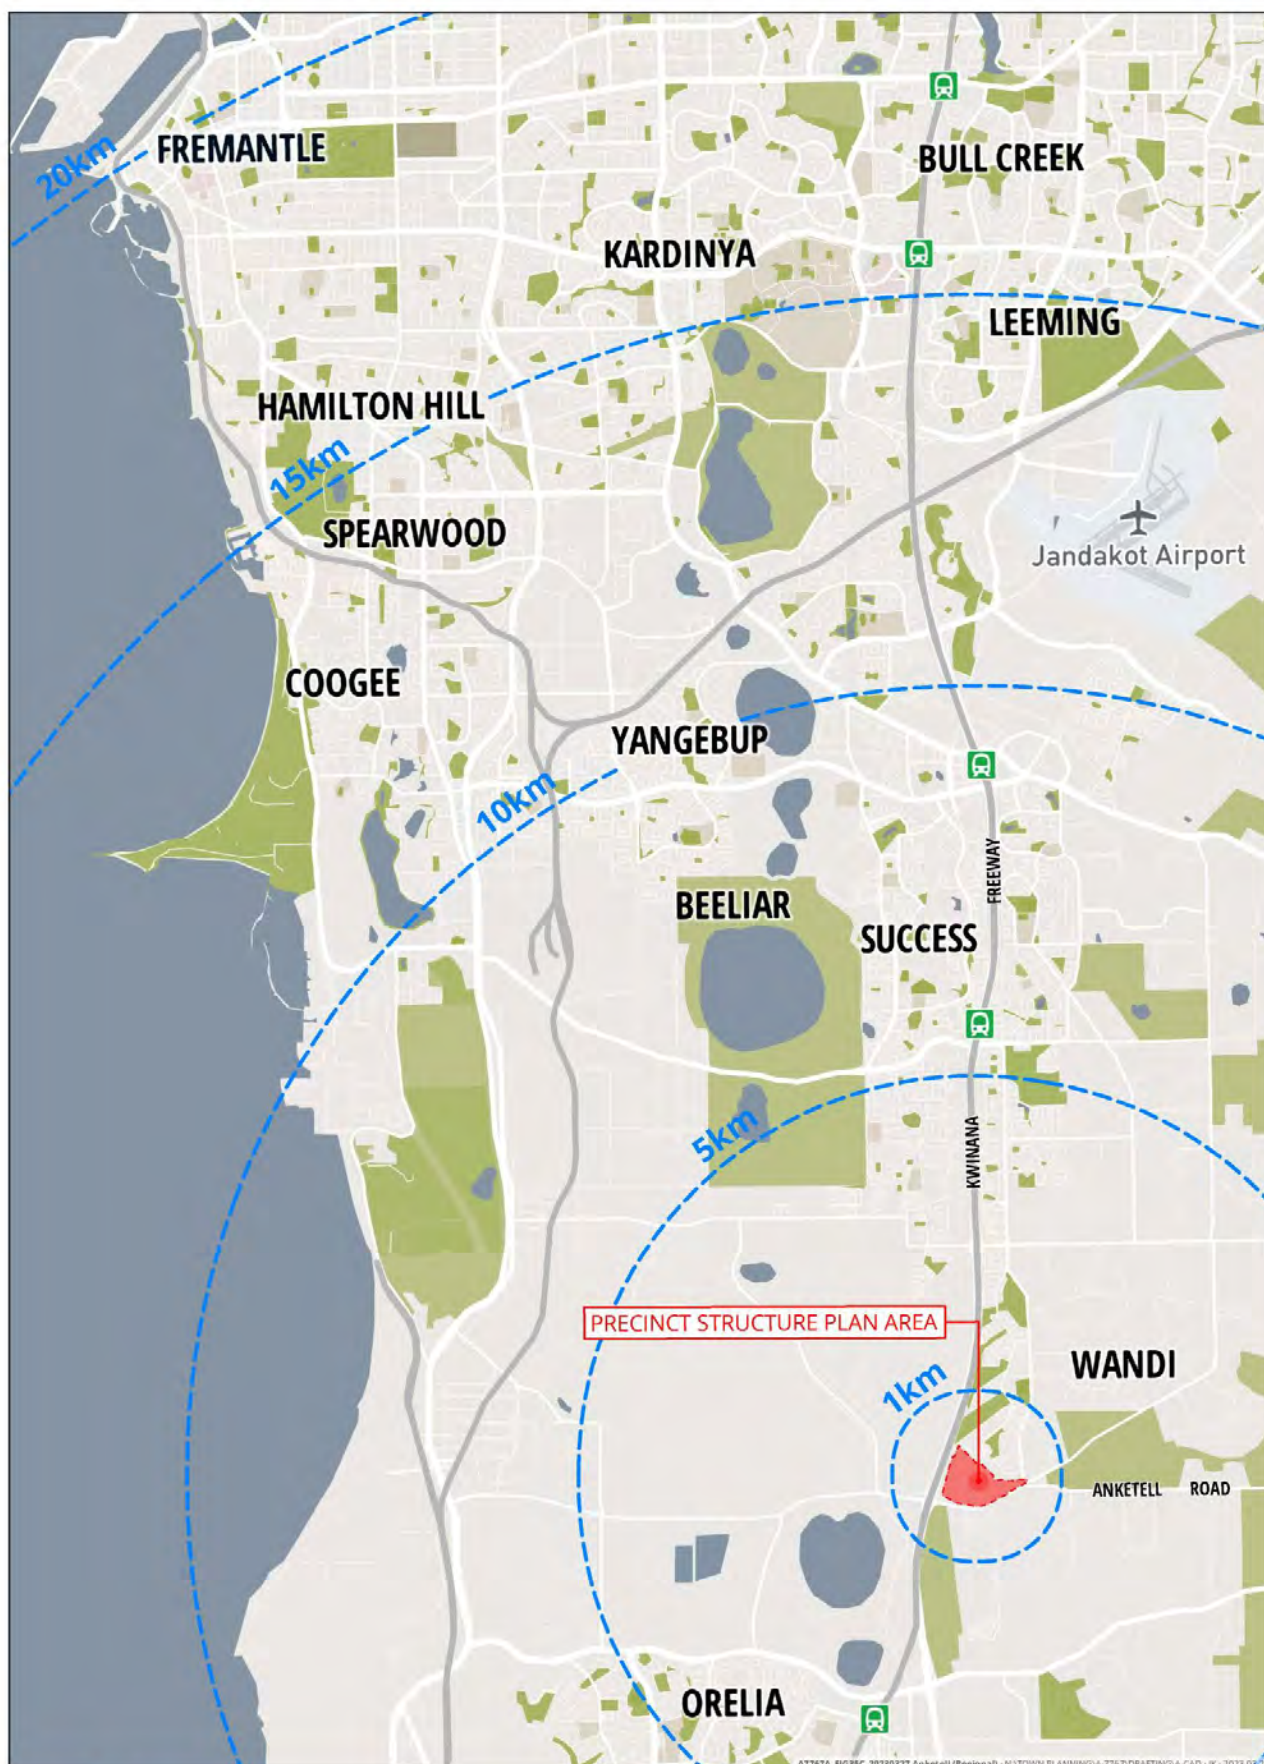 20km
FREMANTLE
BULL CREEK
KARDINYA
LEEMING
HAMILTON HILL
15km
SPEARWOOD
Jandakot Airport
COOGEE
YANGEBUP
10km
FREEWAY
BEELIAR
SUCCESS
5km
KWINANA
PRECINCT STRUCTURE PLAN AREA
WANDI
1km
ANKETELL ROAD
ORELIA